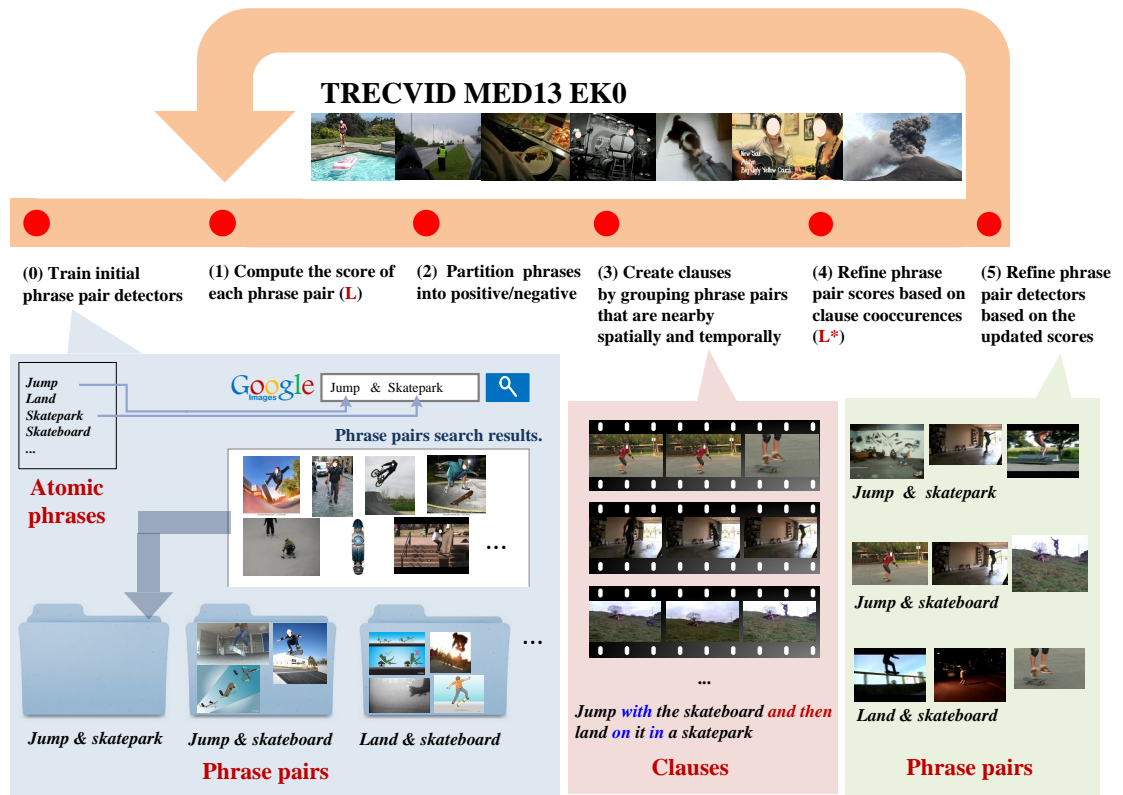 TRECVID MED13 EK0
New Soul
(0) Train initial
phrase pair detectors
(1) Compute the score of
each phrase pair (L)
(2) Partition phrases
into positive/negative
(3) Create clauses
by grouping phrase pairs
that are nearby
spatially and temporally
(4) Refine phrase
pair scores based on
clause cooccurences
(L*)
(5) Refine phrase
pair detectors
based on the
updated scores
Jump
Land
Skatepark
Skateboard
...
Atomic
phrases
Google
Images
Jump & Skatepark
Phrase pairs search results.
...
...
Jump & skatepark
Jump & skateboard
Land & skateboard
Phrase pairs
...
Jump with the skateboard and then
land on it in a skatepark
Clauses
Jump & skatepark
Jump & skateboard
Land & skateboard
Phrase pairs